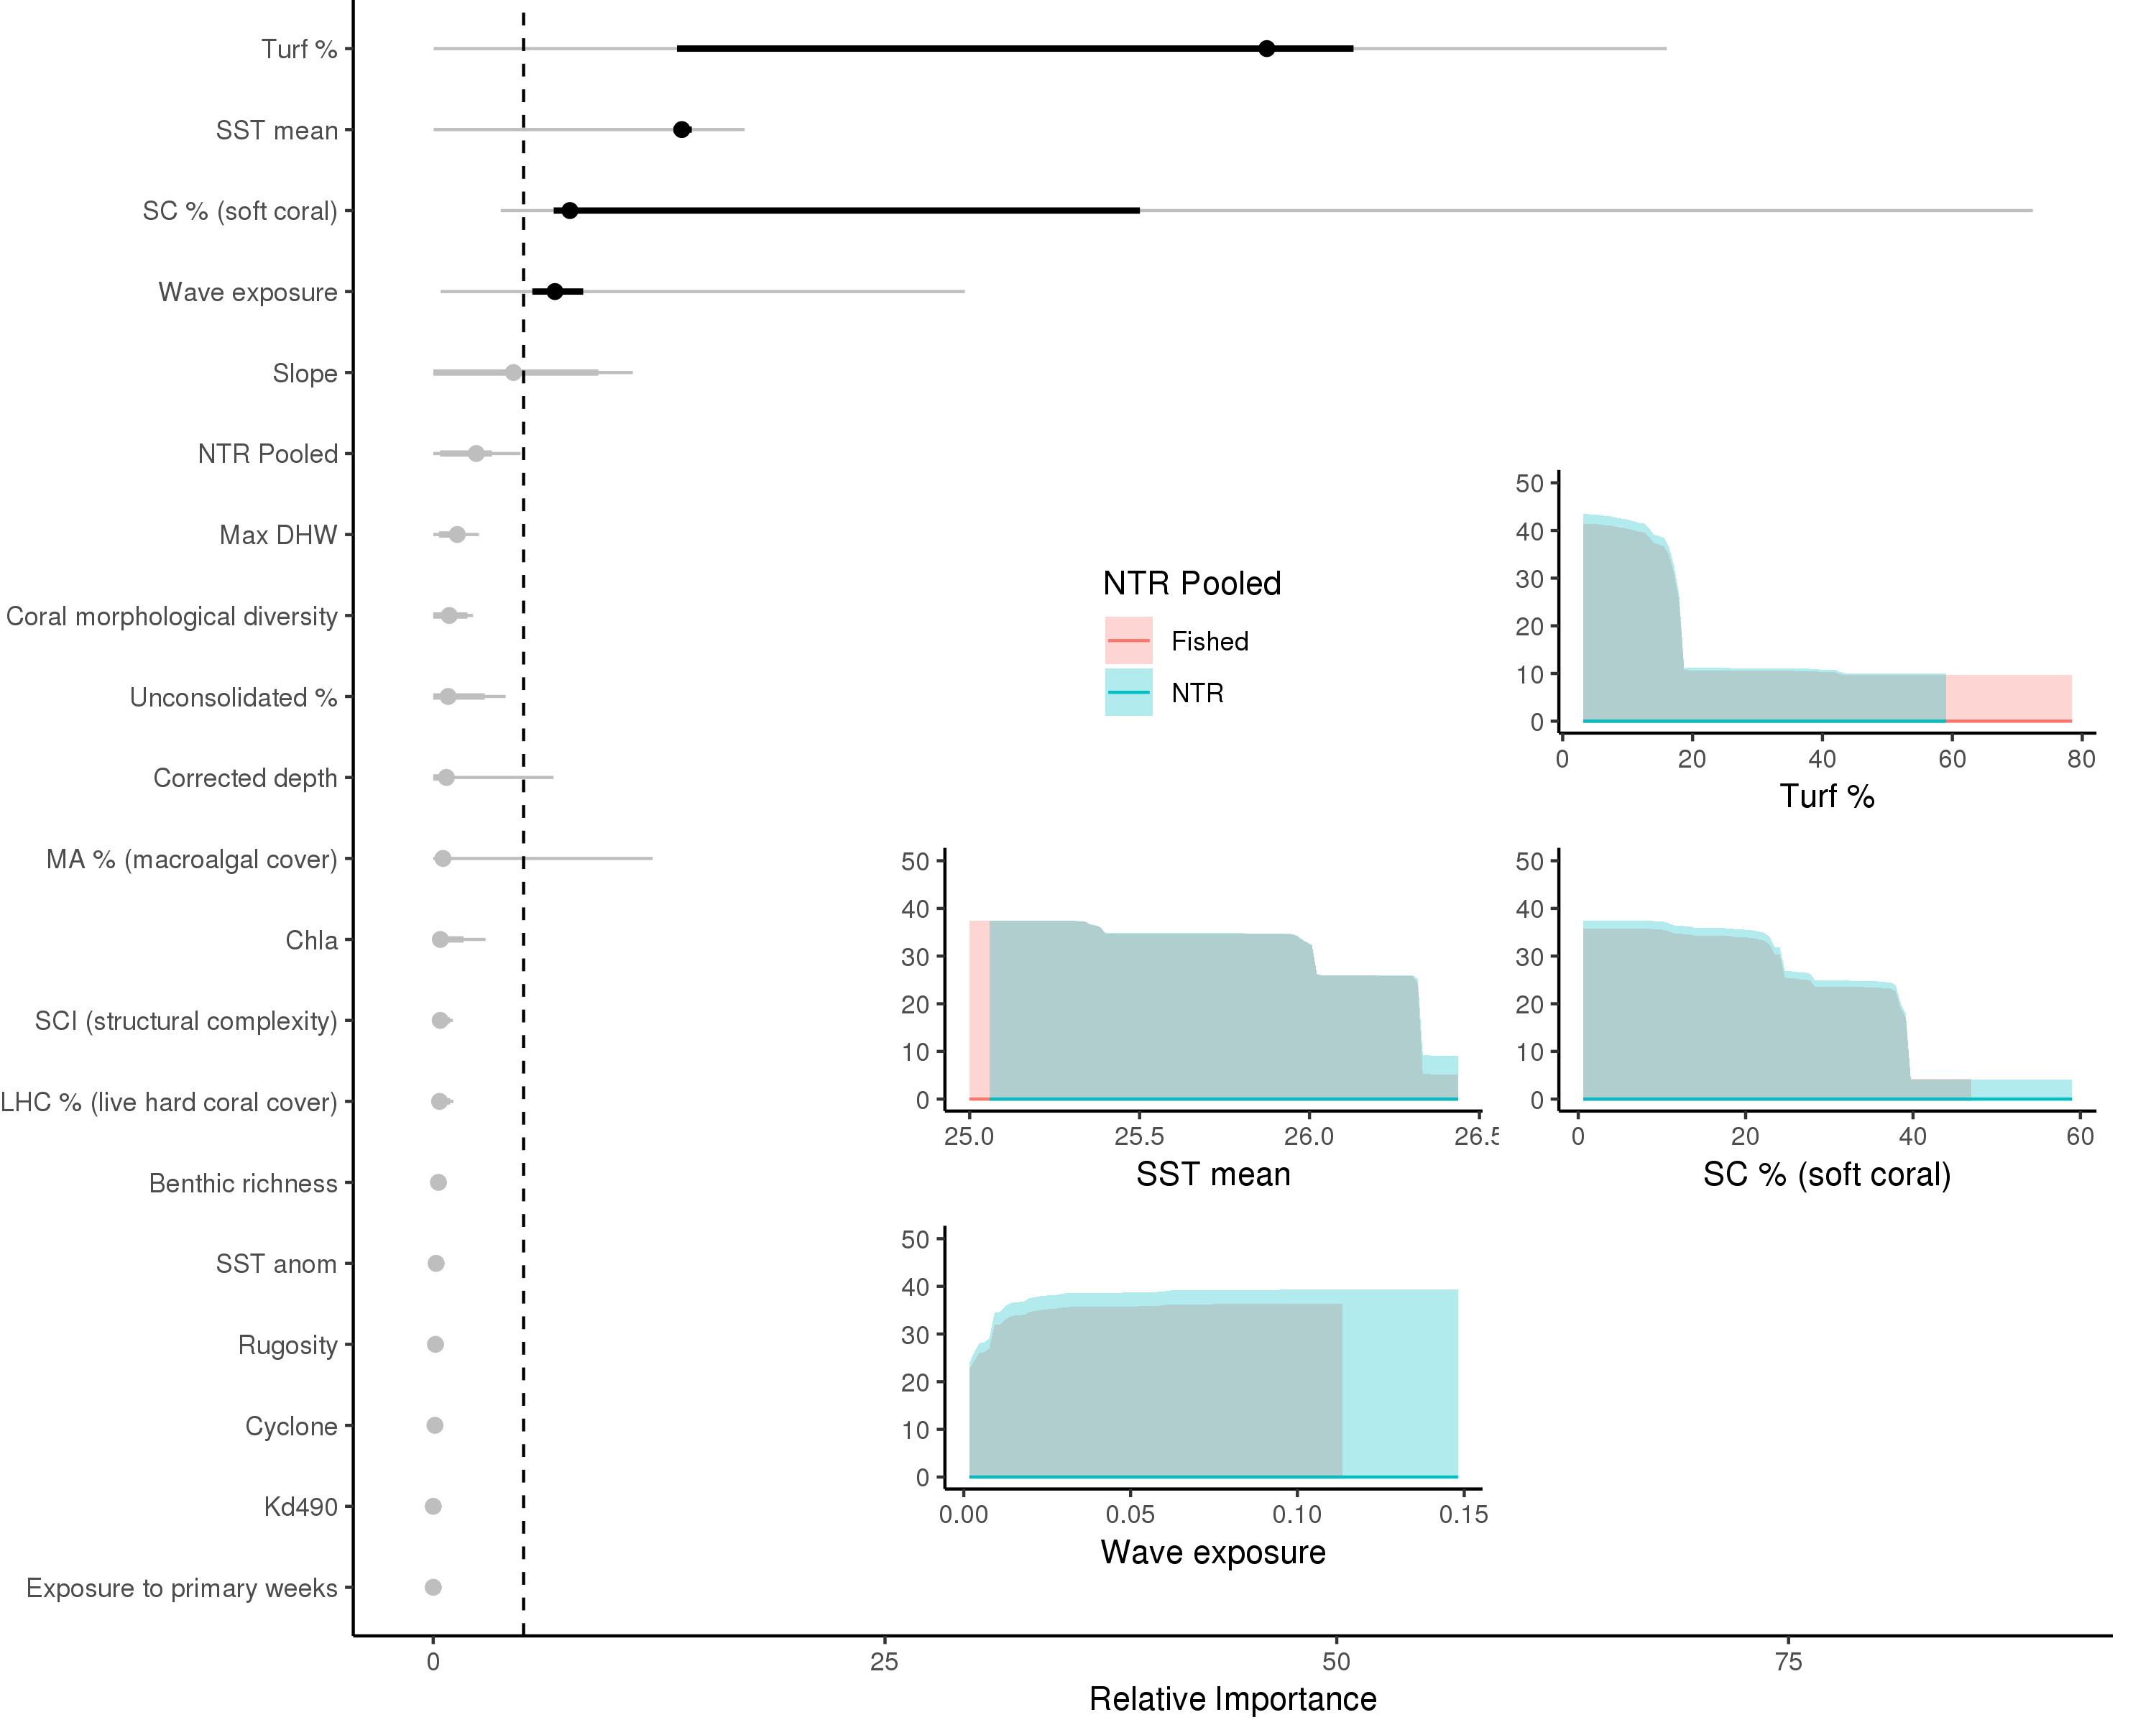 Turf %
SST mean
SC % (soft coral)
Wave exposure
Slope
NTR Pooled
Max DHW
Coral morphological diversity
Unconsolidated %
Corrected depth
MA % (macroalgal cover)
Chla
SCI (structural complexity)
LHC % (live hard coral cover)
Benthic richness
SST anom
Rugosity
Cyclone
Kd490
Exposure to primary weeks
0 25 50 75
Relative Importance
NTR Pooled
Fished
NTR
50
40
30
20
10
0
0 20 40 60 80
Turf %
50
40
30
20
10
0
25.0 25.5 26.0 26.5
SST mean
50
40
30
20
10
0
0 20 40 60
SC % (soft coral)
50
40
30
20
10
0
0.00 0.05 0.10 0.15
Wave exposure